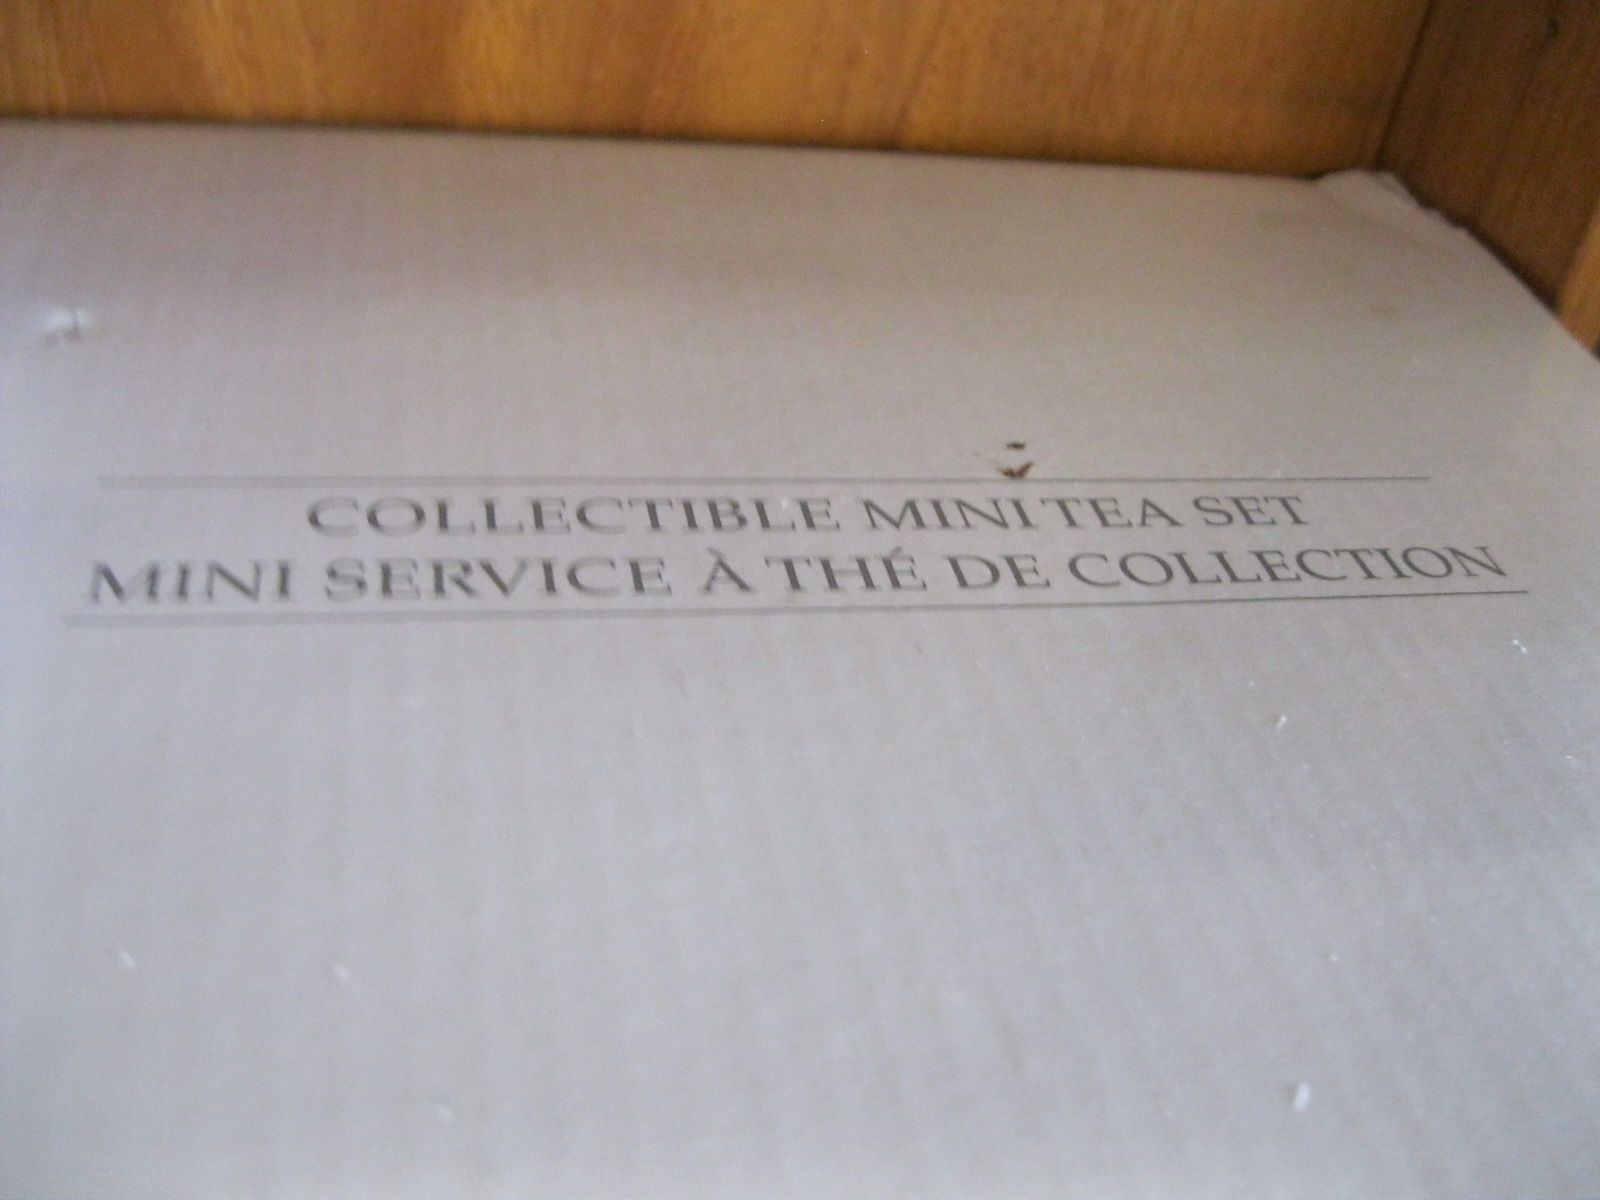 COLLECTIBLE MINI TEA SET
MINI SERVICE À THÉ DE COLLECTION